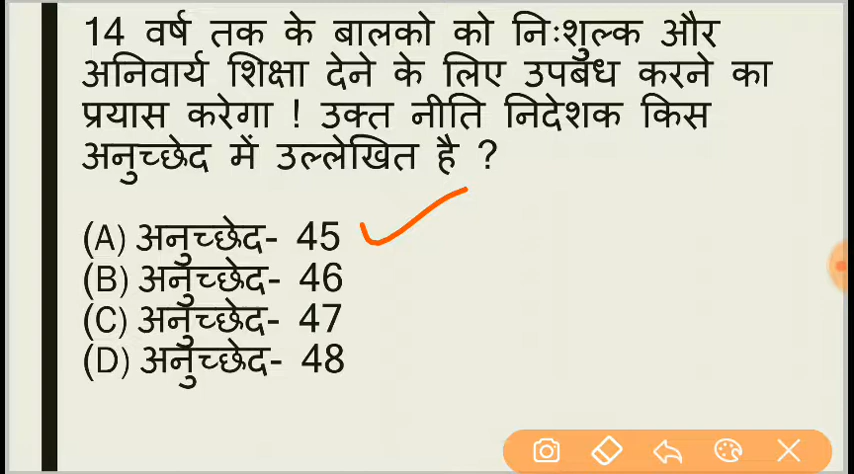 14 वर्ष तक के बालको को निःशुल्क और
अनिवार्य शिक्षा देने के लिए उपबंध करने का
प्रयास करेगा ! उक्त नीति निदेशक किस
अनुच्छेद में उल्लेखित है ?
(A) अनुच्छेद- 45
(B) अनुच्छेद- 46
(C) अनुच्छेद- 47
(D) अनुच्छेद- 48